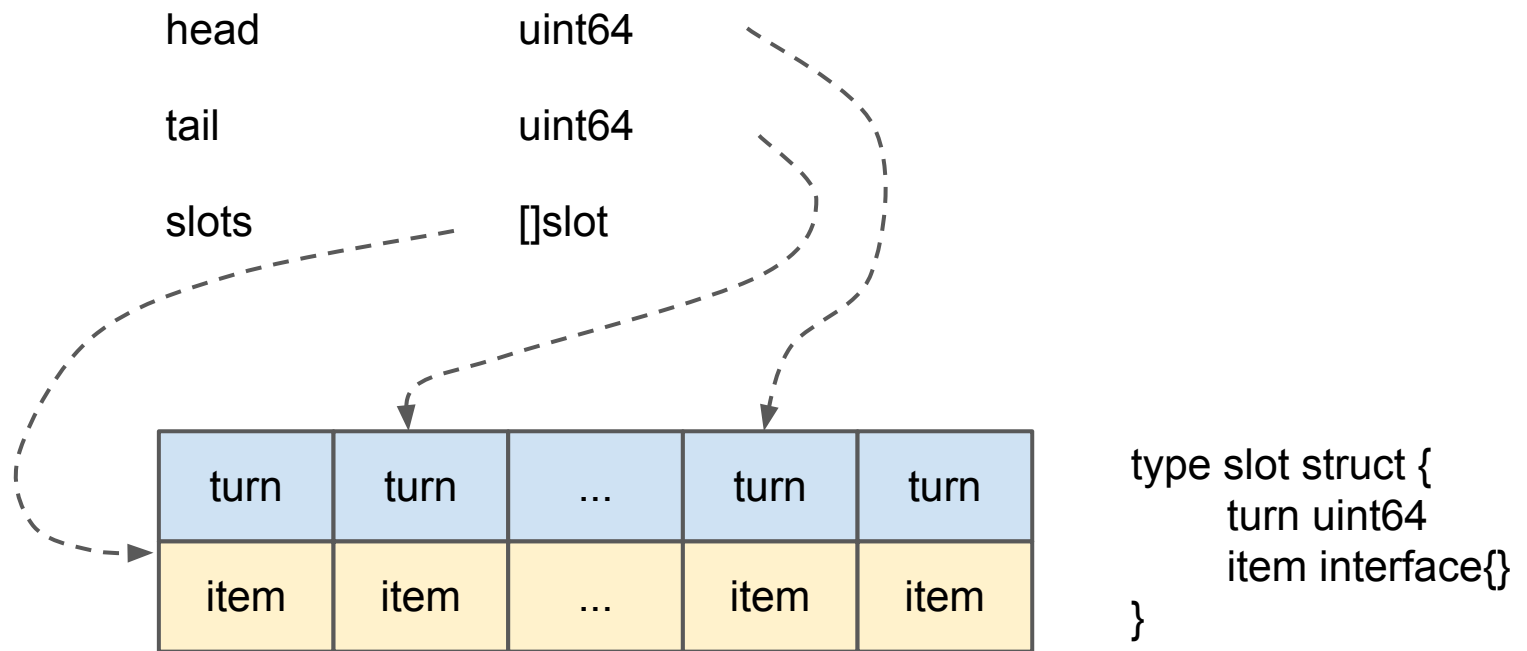 head uint64
tail uint64
slots []slot
turn turn ... turn turn
item item ... item item
type slot struct {
turn uint64
item interface{}
}